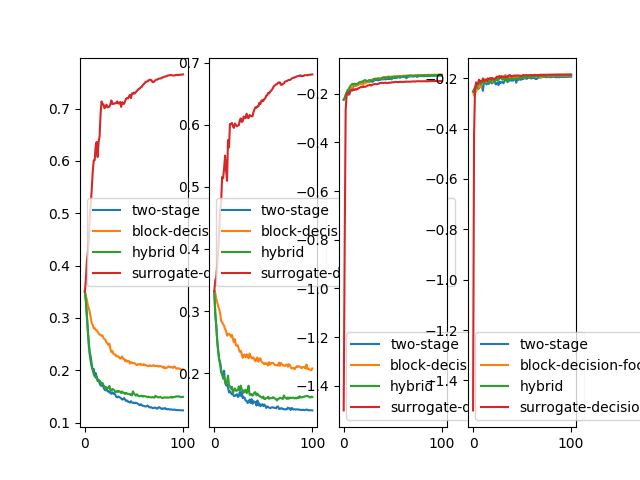 0.7
0.6
0.5
0.4
0.3
0.2
0.1
0
100
two-stage
block-decis
hybrid
surrogate-d
0.7
0.6
0.5
0.4
0.3
0.2
0
100
two-stage
block-decis
hybrid
surrogate-d
−0.2
−0.4
−0.6
−0.8
−1.0
−1.2
−1.4
0
100
two-stage
block-decis
hybrid
surrogate-d
−0.2
−0.4
−0.6
−0.8
−1.0
−1.2
−1.4
0
100
two-stage
block-decision-foc
hybrid
surrogate-decision